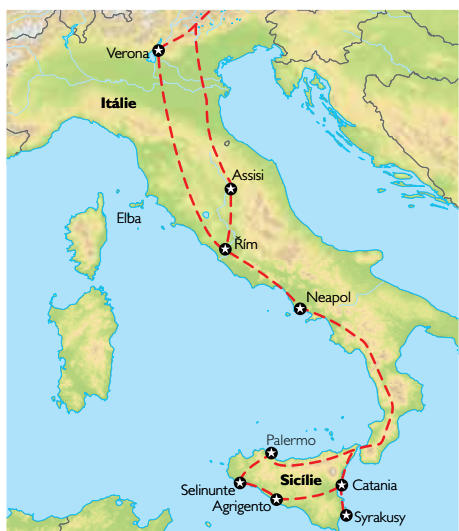 Verona
Itálie
Assisi
Elba
Řím
Neapol
Palermo
Sicílie
Selinunte
Catania
Agrigento
Syrakusy